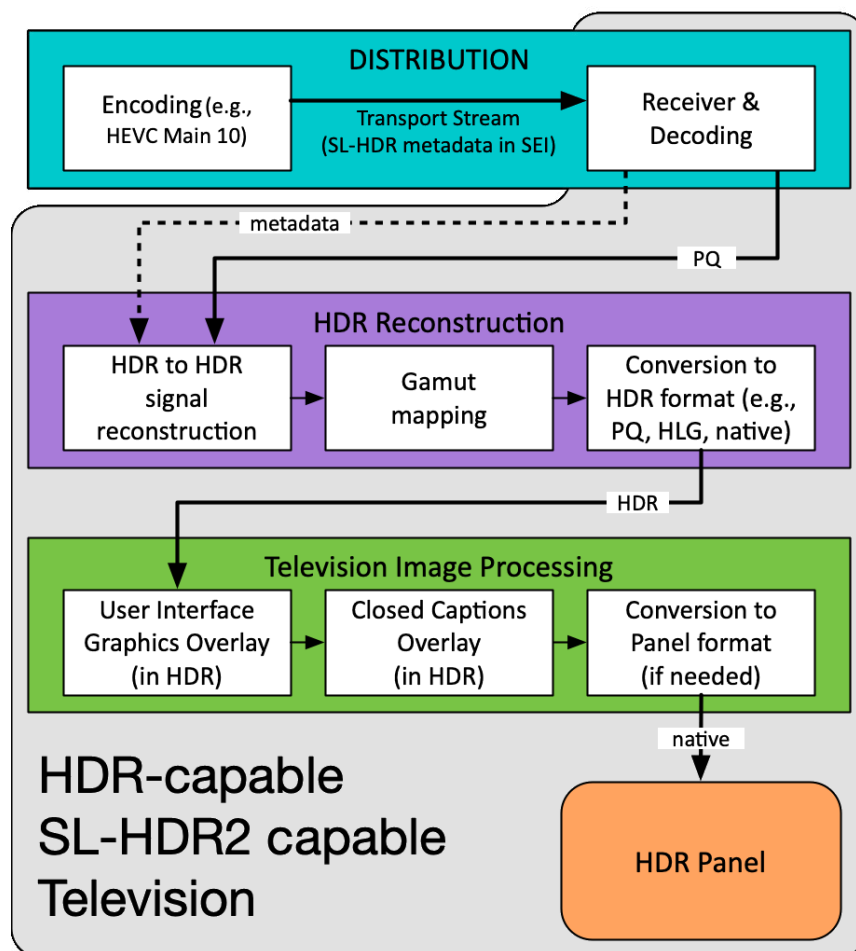 DISTRIBUTION
Encoding (e.g.,
HEVC Main 10)
Transport Stream
(SL-HDR metadata in SEI)
Receiver &
Decoding
metadata
PQ
HDR Reconstruction
HDR to HDR
signal
reconstruction
Gamut
mapping
Conversion to
HDR format (e.g.,
PQ, HLG, native)
HDR
Television Image Processing
User Interface
Graphics Overlay
(in HDR)
Closed Captions
Overlay
(in HDR)
Conversion to
Panel format
(if needed)
native
HDR-capable
SL-HDR2 capable
Television
HDR Panel